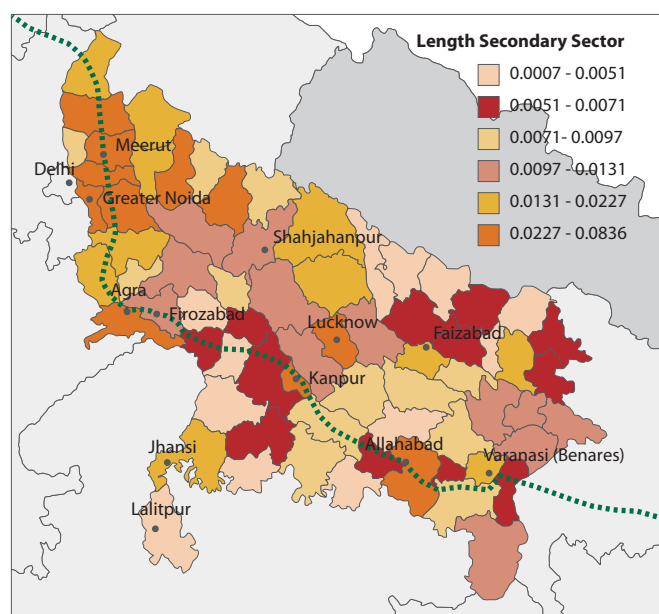 Length Secondary Sector
0.0007 - 0.0051
0.0051 - 0.0071
0.0071- 0.0097
0.0097 - 0.0131
0.0131 - 0.0227
0.0227 - 0.0836
Meerut
Delhi
Greater Noida
Shahjahanpur
Agra
Firozabad
Lucknow
Faizabad
Kanpur
Jhansi
Allahabad
Varanasi (Benares)
Lalitpur